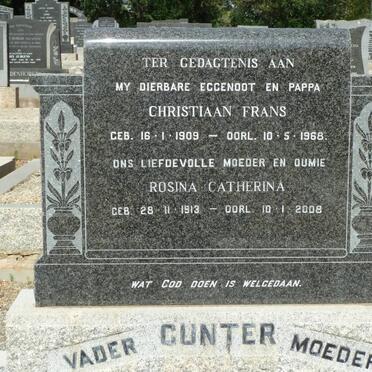 TER GEDAGTENIS AAN
MY DIERBARE EGGENOOT EN PAPPA
CHRISTIAAN FRANS
GEB. 16·1·1909 — OORL. 10·5·1968.
ONS LIEFDEVOLLE MOEDER EN OUMIE
ROSINA CATHERINA
GEB. 28·11·1913 — OORL. 10·1·2008
WAT GOD DOEN IS WELGEDAAN.
VADER GUNTER MOEDER